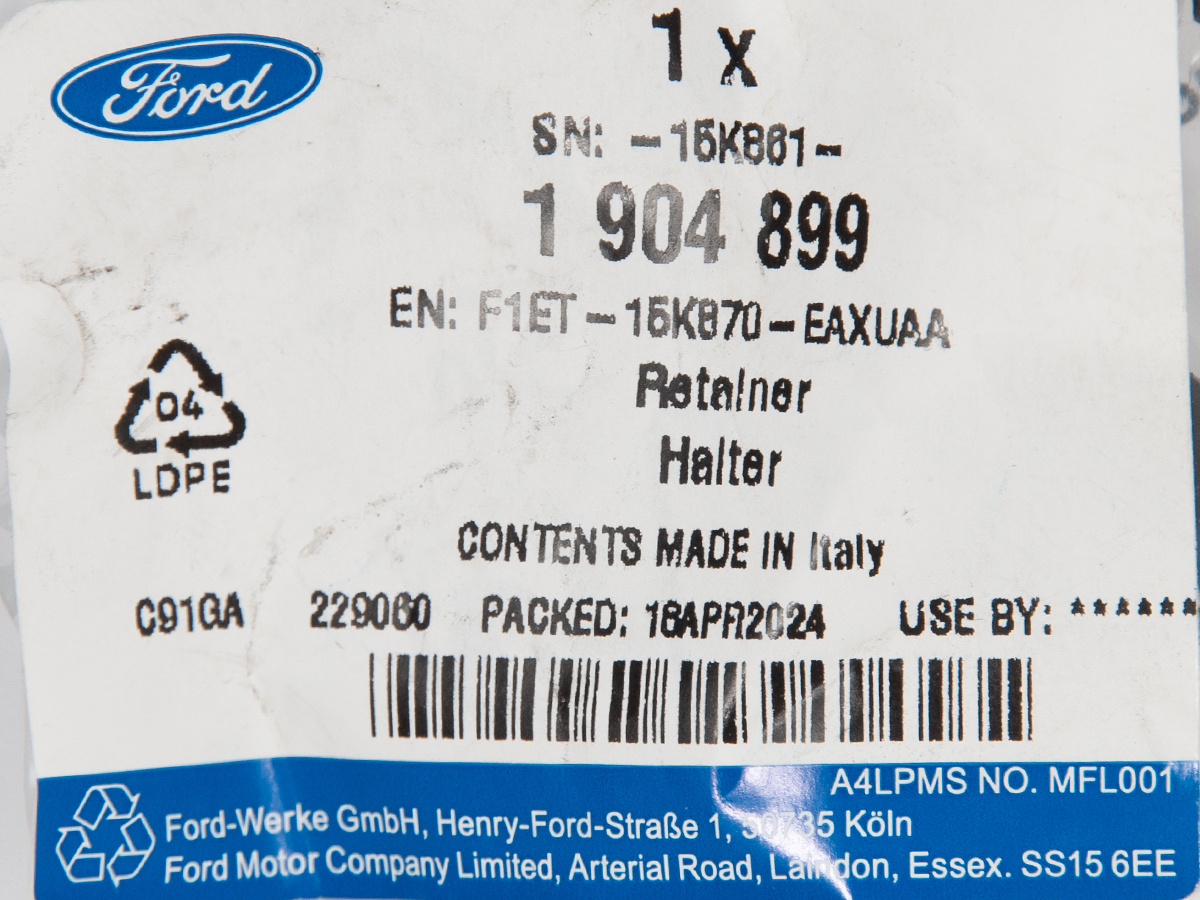 Ford
1 x
SN: -15K861-
1 904 899
EN: F1ET-15K870-EAXUAA
Retainer
Halter
04
LDPE
CONTENTS MADE IN Italy
C91GA 229060 PACKED: 16APR2024 USE BY: ******
A4LPMS NO. MFL001
Ford-Werke GmbH, Henry-Ford-Straße 1, 50735 Köln
Ford Motor Company Limited, Arterial Road, Laindon, Essex. SS15 6EE